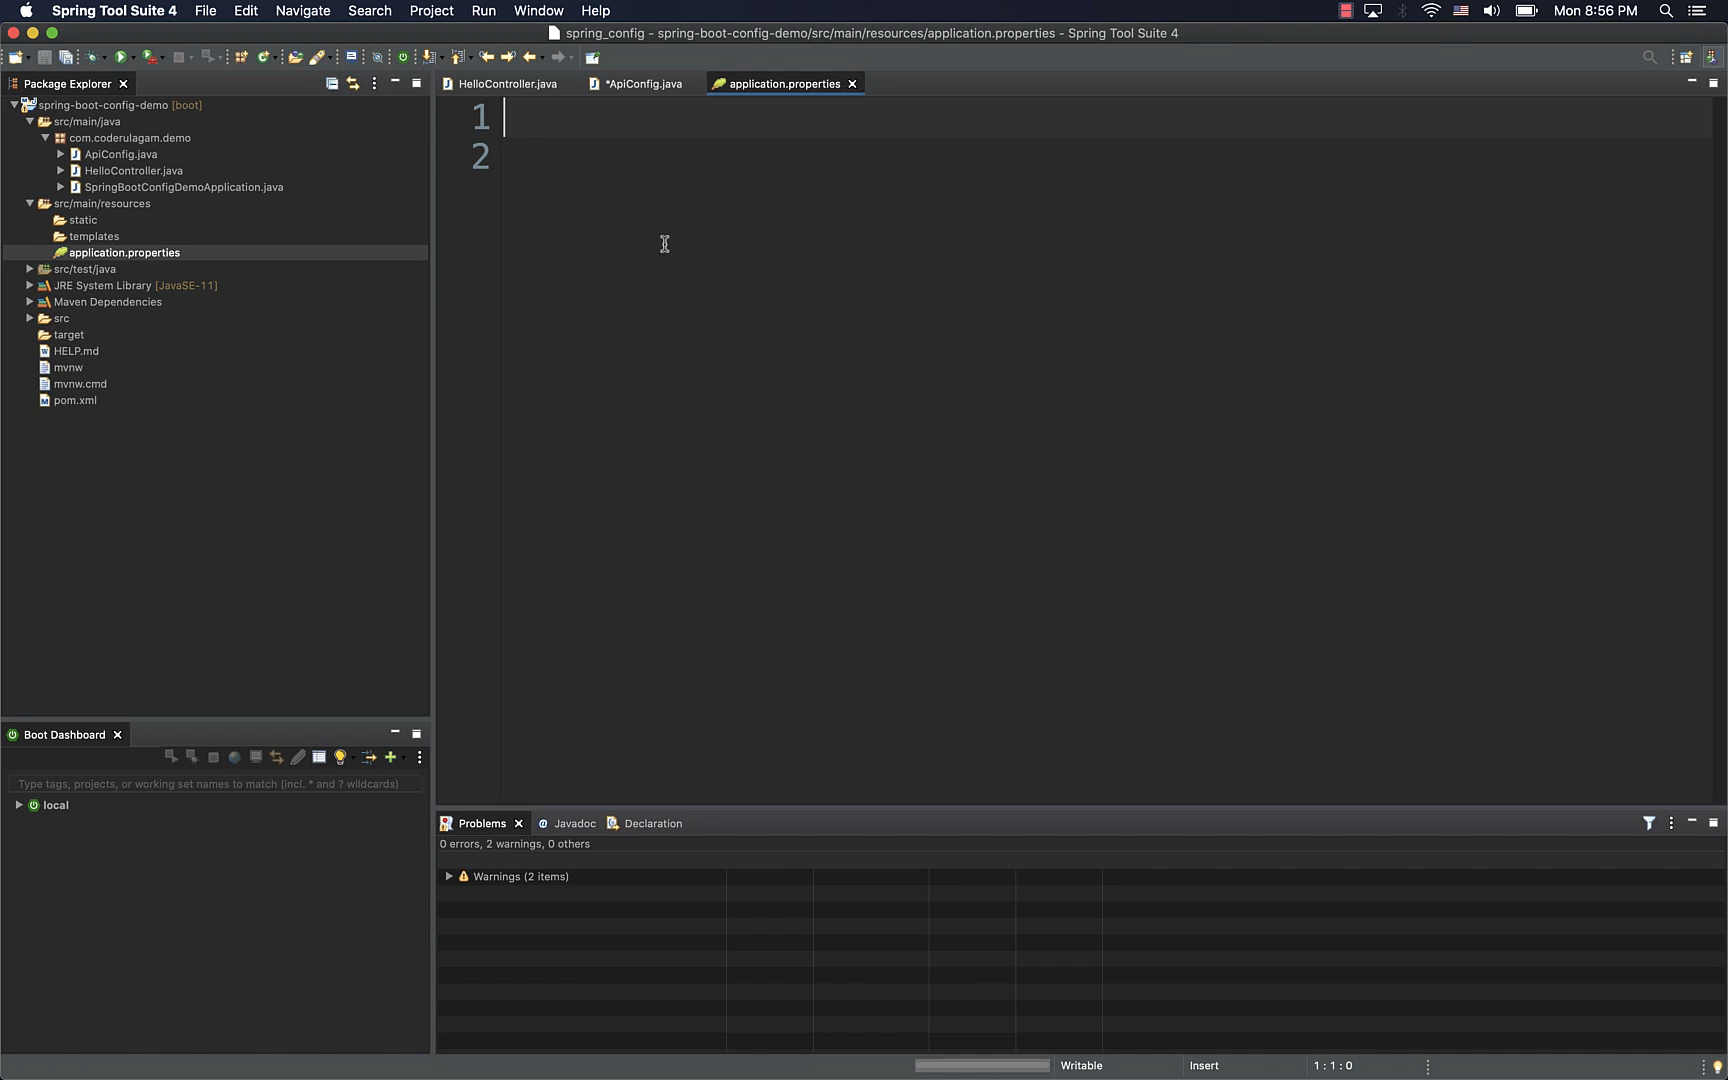 Spring Tool Suite 4 File Edit Navigate Search Project Run Window Help Mon 8:56 PM
spring_config - spring-boot-config-demo/src/main/resources/application.properties - Spring Tool Suite 4
Package Explorer
HelloController.java
*ApiConfig.java
application.properties
spring-boot-config-demo [boot]
src/main/java
com.coderulagam.demo
ApiConfig.java
HelloController.java
SpringBootConfigDemoApplication.java
src/main/resources
static
templates
application.properties
src/test/java
JRE System Library [JavaSE-11]
Maven Dependencies
src
target
HELP.md
mvnw
mvnw.cmd
pom.xml
1
2
Boot Dashboard
Type tags, projects, or working set names to match (incl. * and ? wildcards)
local
Problems
Javadoc
Declaration
0 errors, 2 warnings, 0 others
Warnings (2 items)
Writable
Insert
1 : 1 : 0